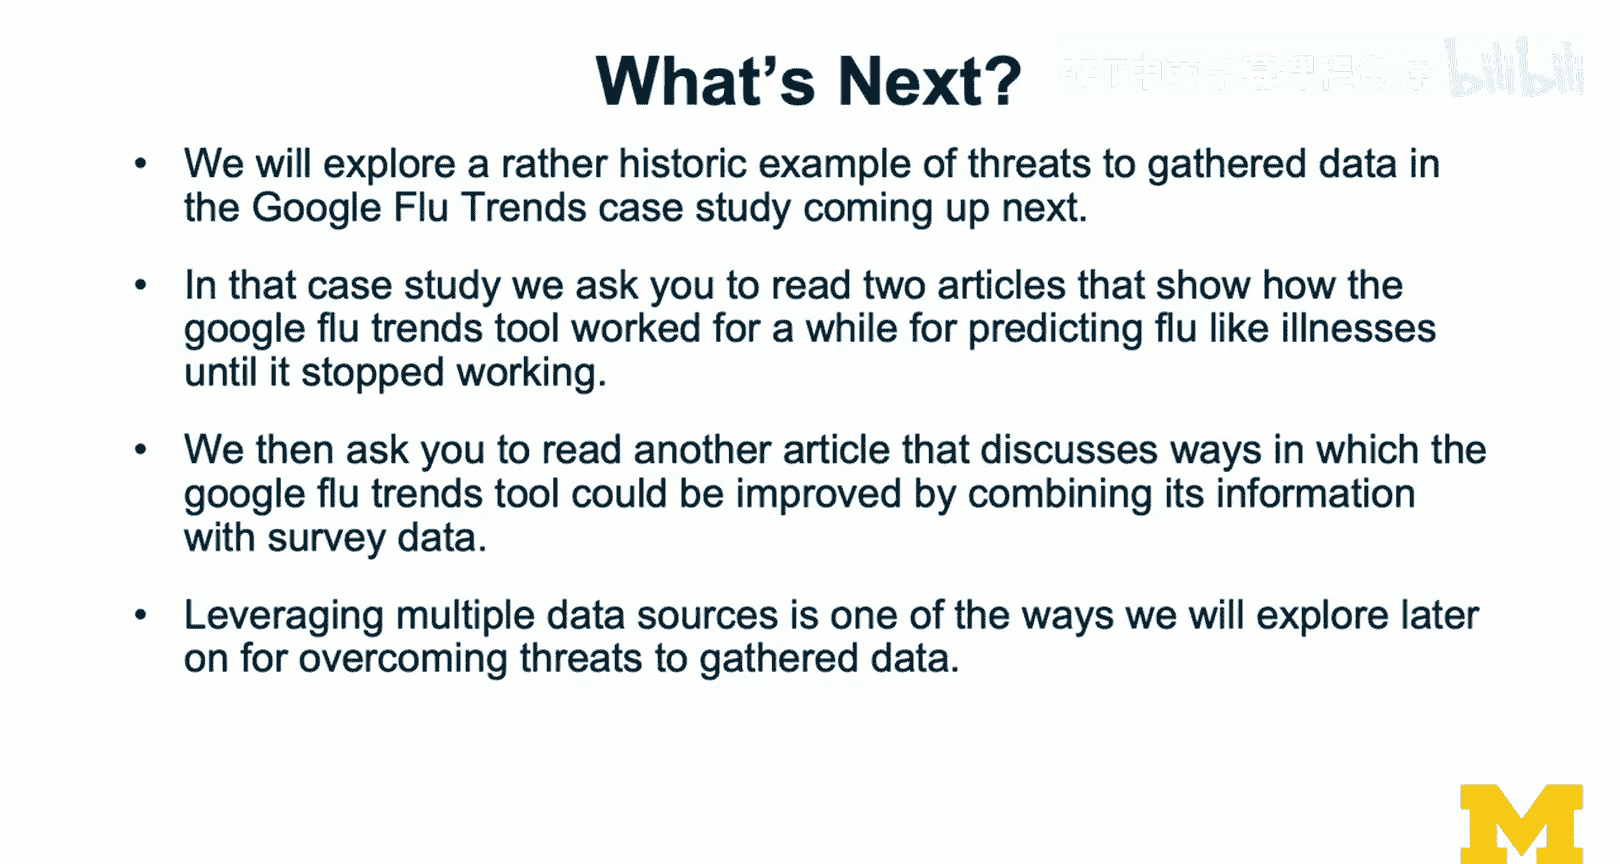 What's Next?
bilibili
• We will explore a rather historic example of threats to gathered data in
the Google Flu Trends case study coming up next.
• In that case study we ask you to read two articles that show how the
google flu trends tool worked for a while for predicting flu like illnesses
until it stopped working.
• We then ask you to read another article that discusses ways in which the
google flu trends tool could be improved by combining its information
with survey data.
• Leveraging multiple data sources is one of the ways we will explore later
on for overcoming threats to gathered data.
M